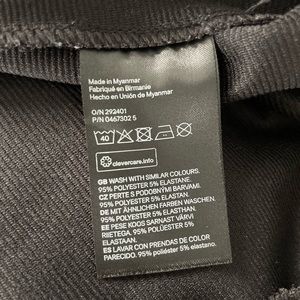 Made in Myanmar
Fabriqué en Birmanie
Hecho en Unión de Myanmar
O/N 292401
P/N 0467302 5
40
clevercare.info
GB WASH WITH SIMILAR COLOURS.
95% POLYESTER 5% ELASTANE.
CZ PERTE S PODOBNÝMI BARVAMI.
95% POLYESTER 5% ELASTAN.
DE MIT ÄHNLICHEN FARBEN WASCHEN.
95% POLYESTER 5% ELASTHAN.
EE PESE KOOS SARNAST VÄRVI
RIIETEGA. 95% POLÜESTER 5%
ELASTAAN.
ES LAVAR CON PRENDAS DE COLOR
PARECIDO. 95% poliéster 5% elastano.